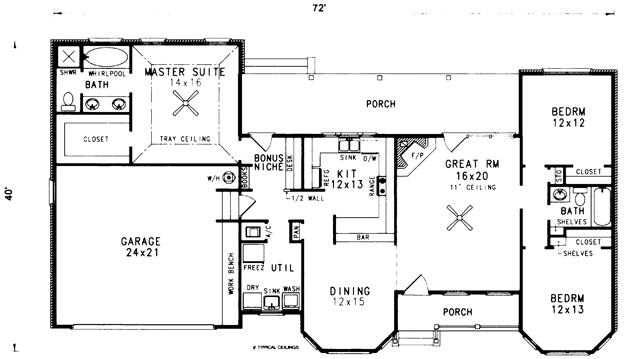 72'
40'
SHWR
WHIRLPOOL
BATH
MASTER SUITE
14x16
CLOSET
TRAY CEILING
PORCH
BEDRM
12x12
BONUS
NICHE
DESK
BOOKS
W/H
1/2 WALL
SINK
D/W
REFG
KIT
12x13
RANGE
BAR
F/P
GREAT RM
16x20
11' CEILING
STO
CLOSET
BATH
SHELVES
CLOSET
SHELVES
GARAGE
24x21
WORK BENCH
A/C
PAN
FREEZ
UTIL
DRY
SINK
WASH
DINING
12x15
PORCH
BEDRM
12x13
TYPICAL CEILINGS